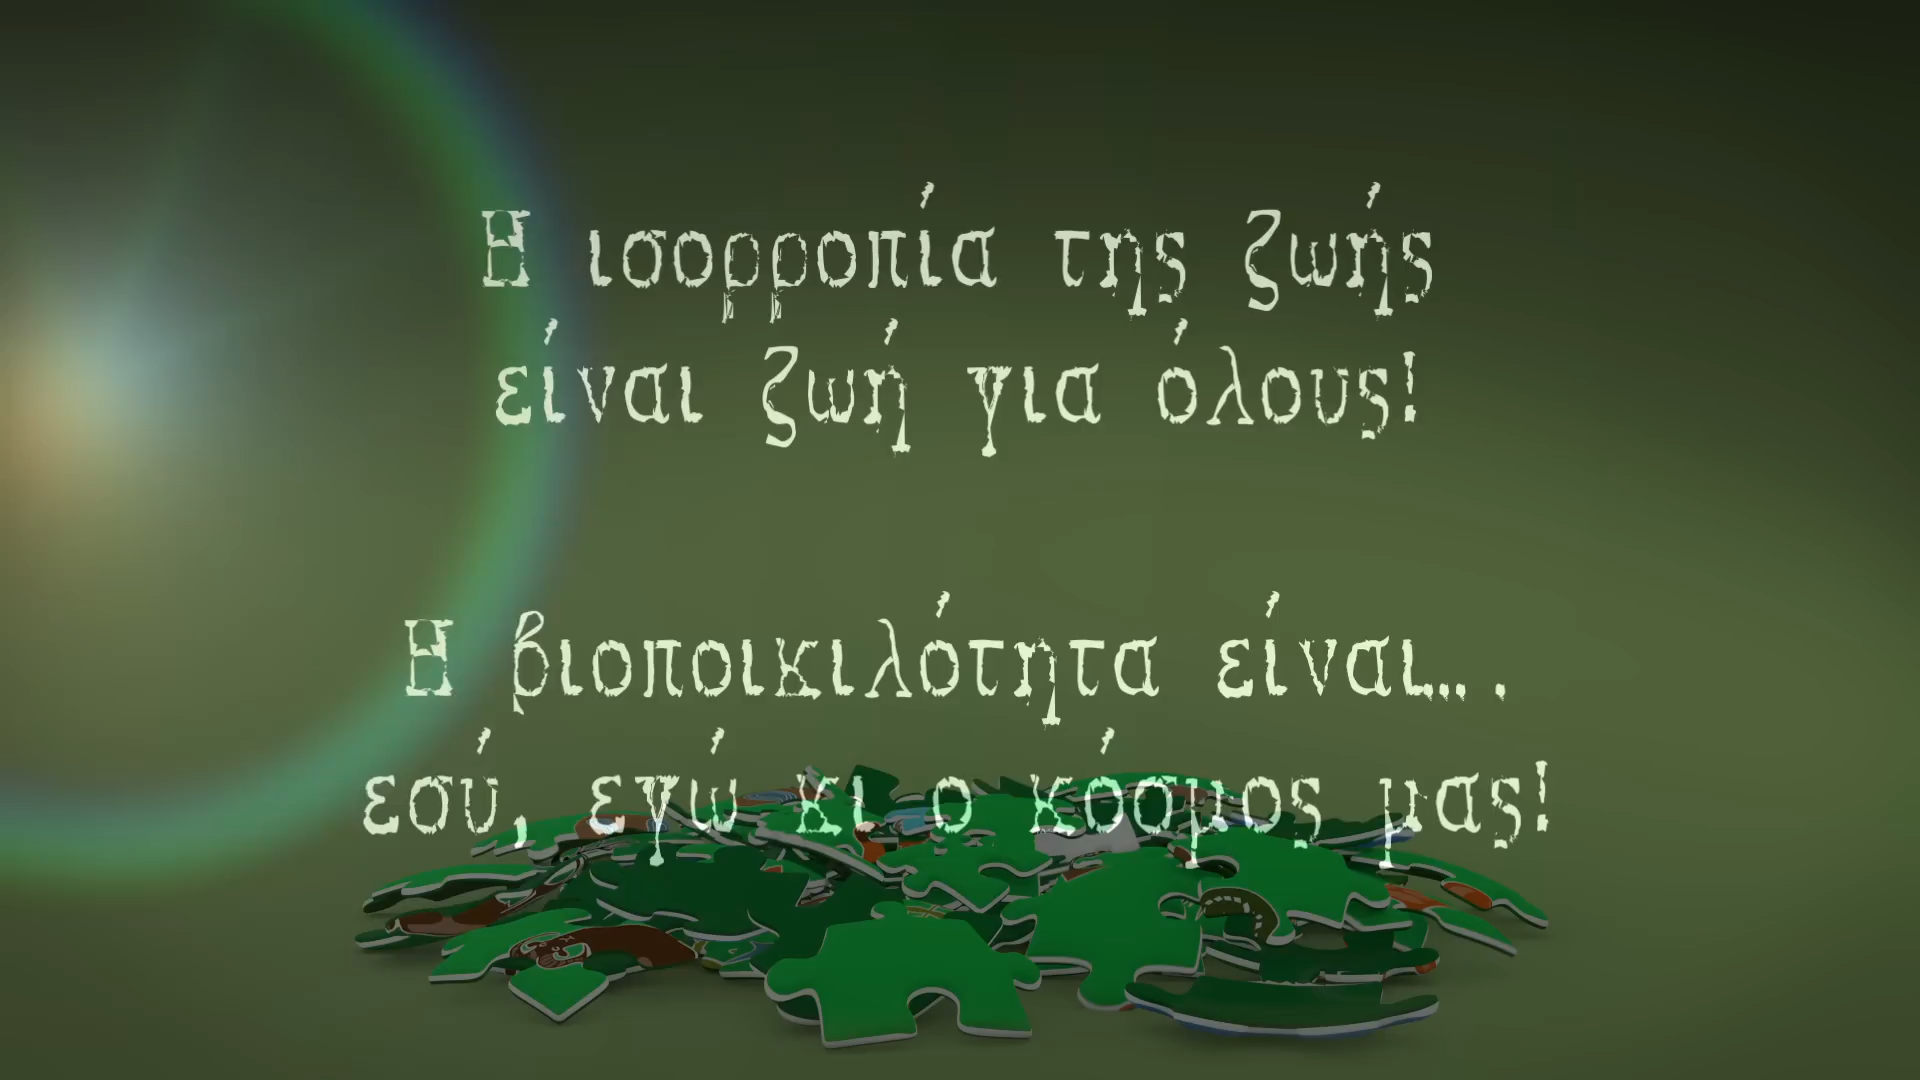 Η ισορροπία της ζωής
είναι ζωή για όλους!
Η βιοποικιλότητα είναι....
εσύ, εγώ κι ο κόσμος μας!